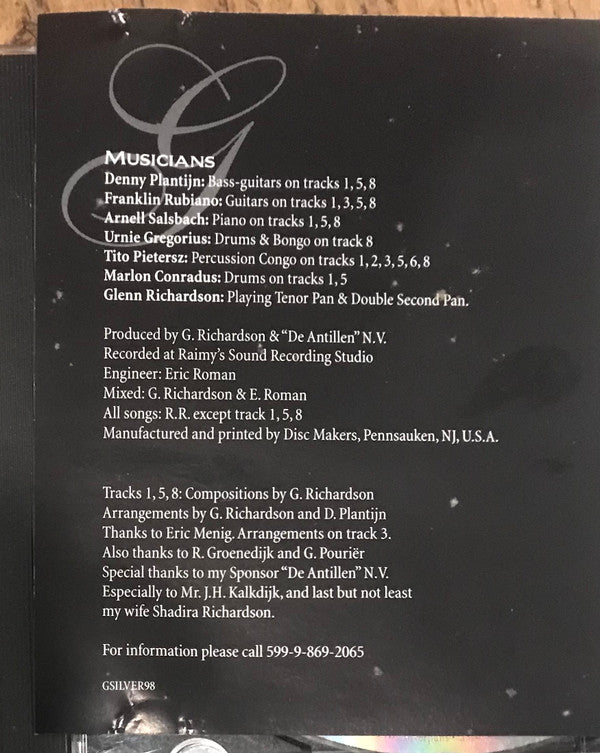 G
MUSICIANS
Denny Plantijn: Bass-guitars on tracks 1, 5, 8
Franklin Rubiano: Guitars on tracks 1, 3, 5, 8
Arnell Salsbach: Piano on tracks 1, 5, 8
Urnie Gregorius: Drums & Bongo on track 8
Tito Pietersz: Percussion Congo on tracks 1, 2, 3, 5, 6, 8
Marlon Conradus: Drums on tracks 1, 5
Glenn Richardson: Playing Tenor Pan & Double Second Pan.
Produced by G. Richardson & “De Antillen” N.V.
Recorded at Raimy’s Sound Recording Studio
Engineer: Eric Roman
Mixed: G. Richardson & E. Roman
All songs: R.R. except track 1, 5, 8
Manufactured and printed by Disc Makers, Pennsauken, NJ, U.S.A.
Tracks 1, 5, 8: Compositions by G. Richardson
Arrangements by G. Richardson and D. Plantijn
Thanks to Eric Menig. Arrangements on track 3.
Also thanks to R. Groenedijk and G. Pouriër
Special thanks to my Sponsor “De Antillen” N.V.
Especially to Mr. J.H. Kalkdijk, and last but not least
my wife Shadira Richardson.
For information please call 599-9-869-2065
GSILVER98